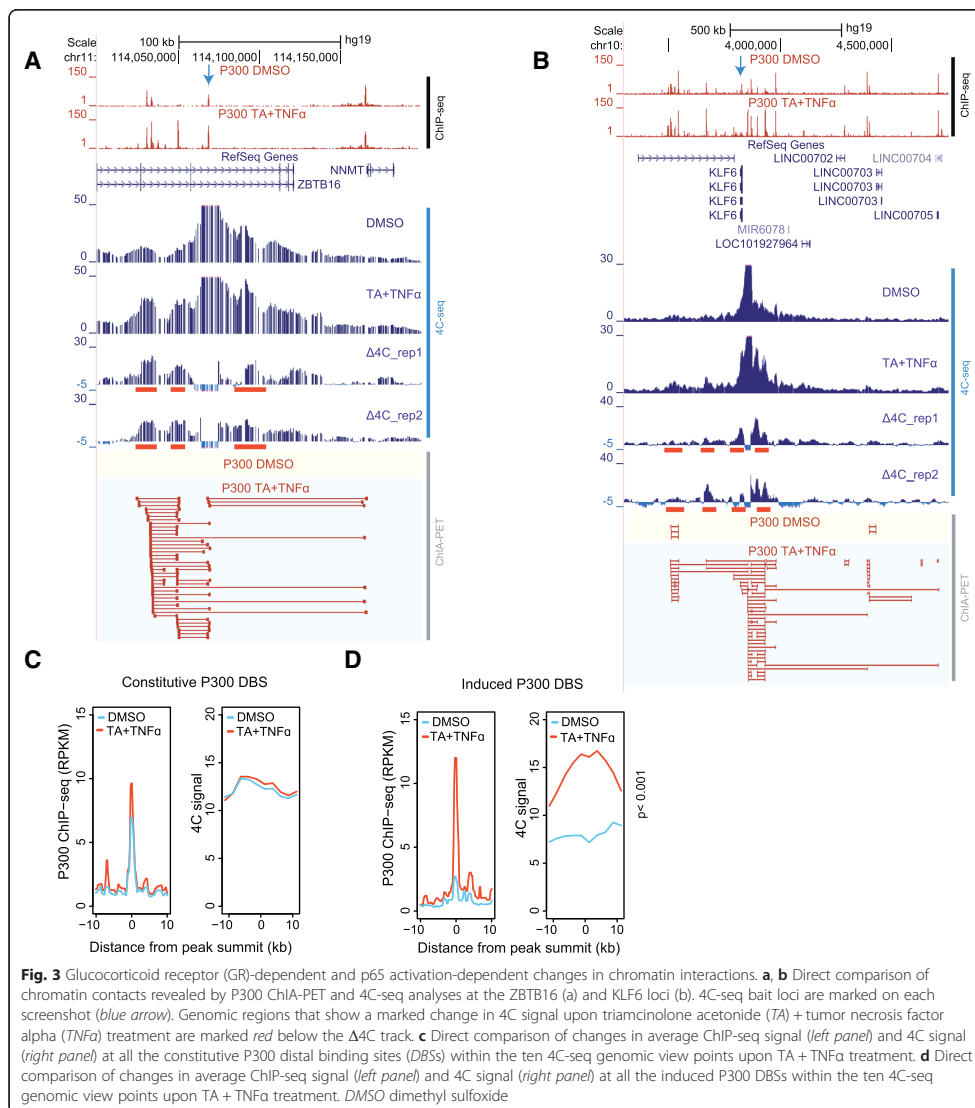 A
Scale
100 kb
hg19
chr11:
114,050,000
114,100,000
114,150,000
150
P300 DMSO
1
150
P300 TA+TNFα
1
ChIP-seq
RefSeq Genes
NNMT
ZBTB16
50
DMSO
0
50
TA+TNFα
0
30
Δ4C_rep1
-5
30
Δ4C_rep2
-5
4C-seq
P300 DMSO
P300 TA+TNFα
ChIA-PET
B
Scale
500 kb
hg19
chr10:
4,000,000
4,500,000
150
P300 DMSO
1
150
P300 TA+TNFα
1
ChIP-seq
RefSeq Genes
LINC00702
LINC00704
KLF6
LINC00703
KLF6
LINC00703
KLF6
LINC00703
KLF6
LINC00705
MIR6078
LOC101927964
30
DMSO
0
30
TA+TNFα
0
40
Δ4C_rep1
-5
40
Δ4C_rep2
-5
4C-seq
P300 DMSO
P300 TA+TNFα
ChIA-PET
C
Constitutive P300 DBS
P300 ChIP−seq (RPKM)
15
10
5
0
DMSO
TA+TNFα
−10
0
10
4C signal
20
15
10
5
0
DMSO
TA+TNFα
−10
0
10
Distance from peak summit (kb)
D
Induced P300 DBS
P300 ChIP−seq (RPKM)
15
10
5
0
DMSO
TA+TNFα
−10
0
10
4C signal
20
15
10
5
0
DMSO
TA+TNFα
−10
0
10
p< 0.001
Distance from peak summit (kb)
Fig. 3 Glucocorticoid receptor (GR)-dependent and p65 activation-dependent changes in chromatin interactions. a, b Direct comparison of
chromatin contacts revealed by P300 ChIA-PET and 4C-seq analyses at the ZBTB16 (a) and KLF6 loci (b). 4C-seq bait loci are marked on each
screenshot (blue arrow). Genomic regions that show a marked change in 4C signal upon triamcinolone acetonide (TA) + tumor necrosis factor
alpha (TNFα) treatment are marked red below the Δ4C track. c Direct comparison of changes in average ChIP-seq signal (left panel) and 4C signal
(right panel) at all the constitutive P300 distal binding sites (DBSs) within the ten 4C-seq genomic view points upon TA + TNFα treatment. d Direct
comparison of changes in average ChIP-seq signal (left panel) and 4C signal (right panel) at all the induced P300 DBSs within the ten 4C-seq
genomic view points upon TA + TNFα treatment. DMSO dimethyl sulfoxide